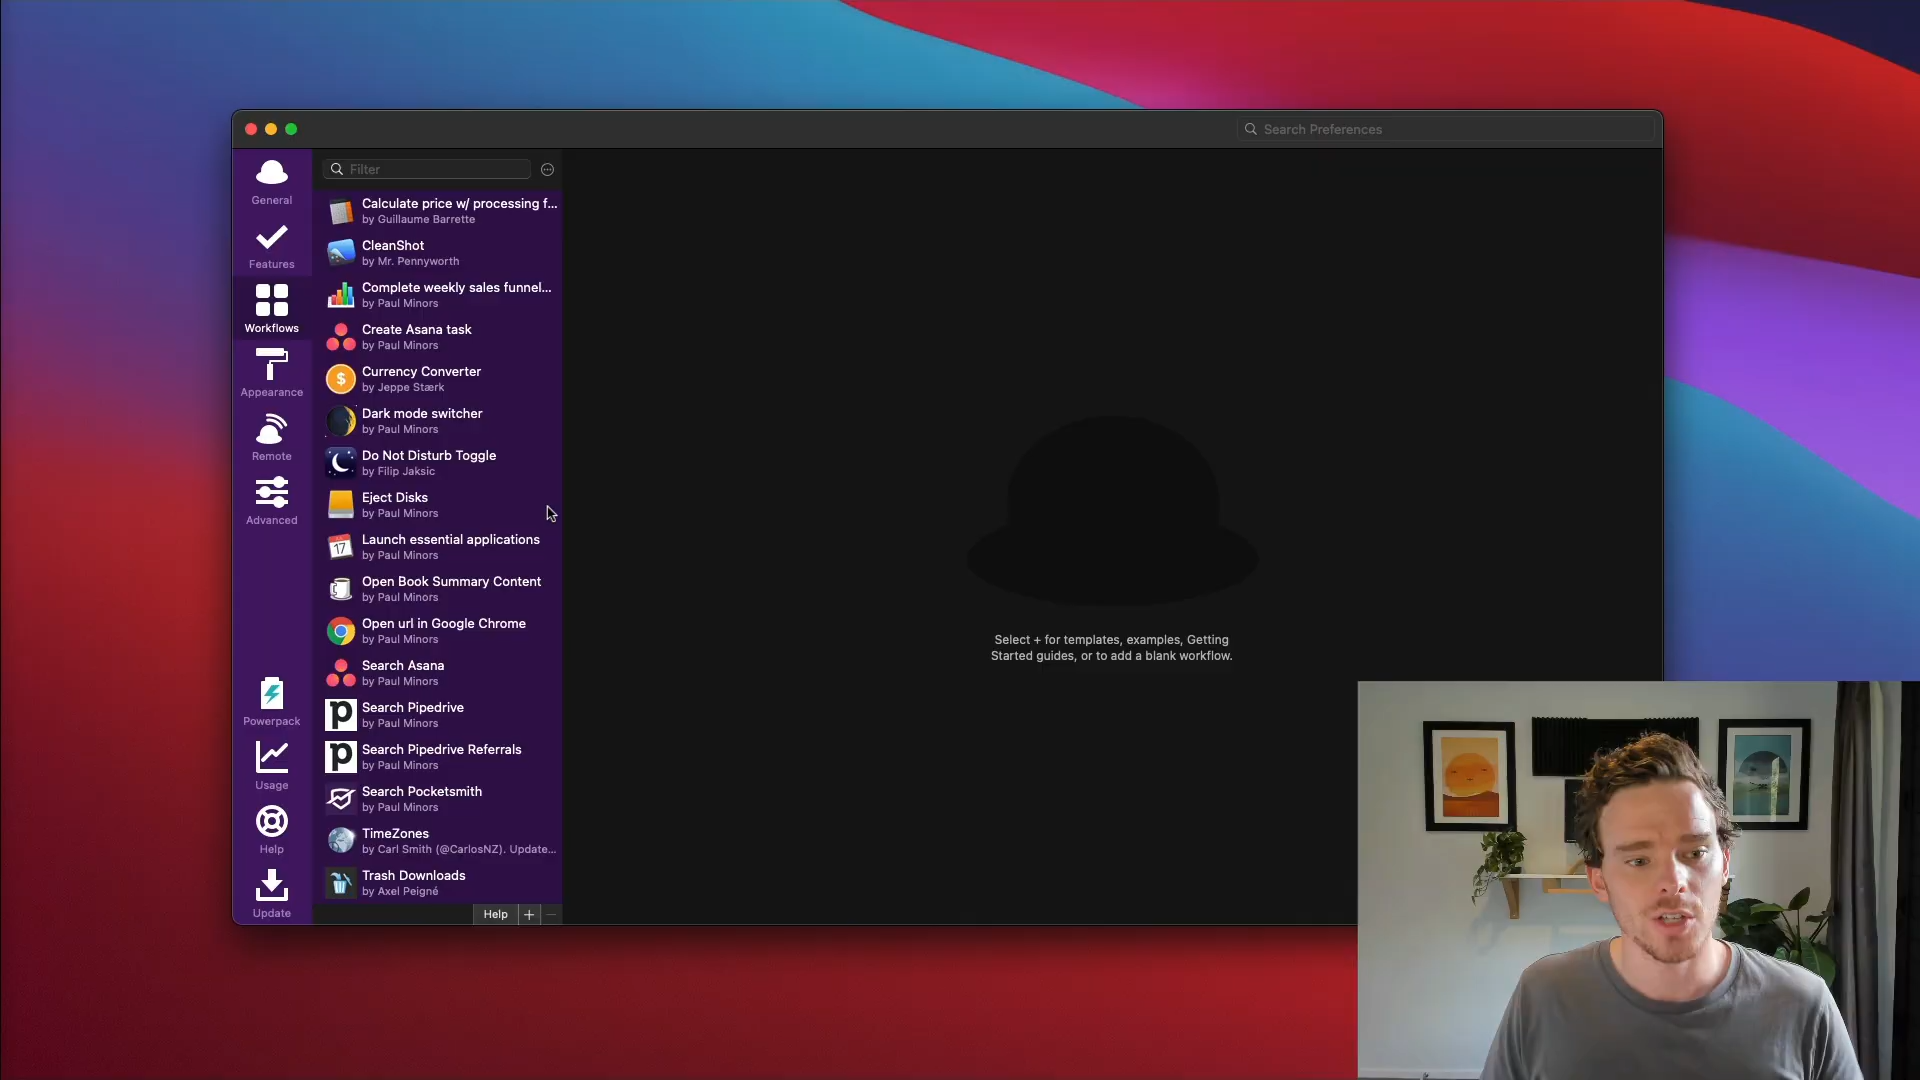 Search Preferences
General
Features
Workflows
Appearance
Remote
Advanced
Powerpack
Usage
Help
Update
Filter
Calculate price w/ processing f...
by Guillaume Barrette
CleanShot
by Mr. Pennyworth
Complete weekly sales funnel...
by Paul Minors
Create Asana task
by Paul Minors
$
Currency Converter
by Jeppe Stærk
Dark mode switcher
by Paul Minors
Do Not Disturb Toggle
by Filip Jaksic
Eject Disks
by Paul Minors
17
Launch essential applications
by Paul Minors
Open Book Summary Content
by Paul Minors
Open url in Google Chrome
by Paul Minors
Search Asana
by Paul Minors
p
Search Pipedrive
by Paul Minors
p
Search Pipedrive Referrals
by Paul Minors
Search Pocketsmith
by Paul Minors
TimeZones
by Carl Smith (@CarlosNZ). Update...
Trash Downloads
by Axel Peigné
Help + −
Select + for templates, examples, Getting
Started guides, or to add a blank workflow.